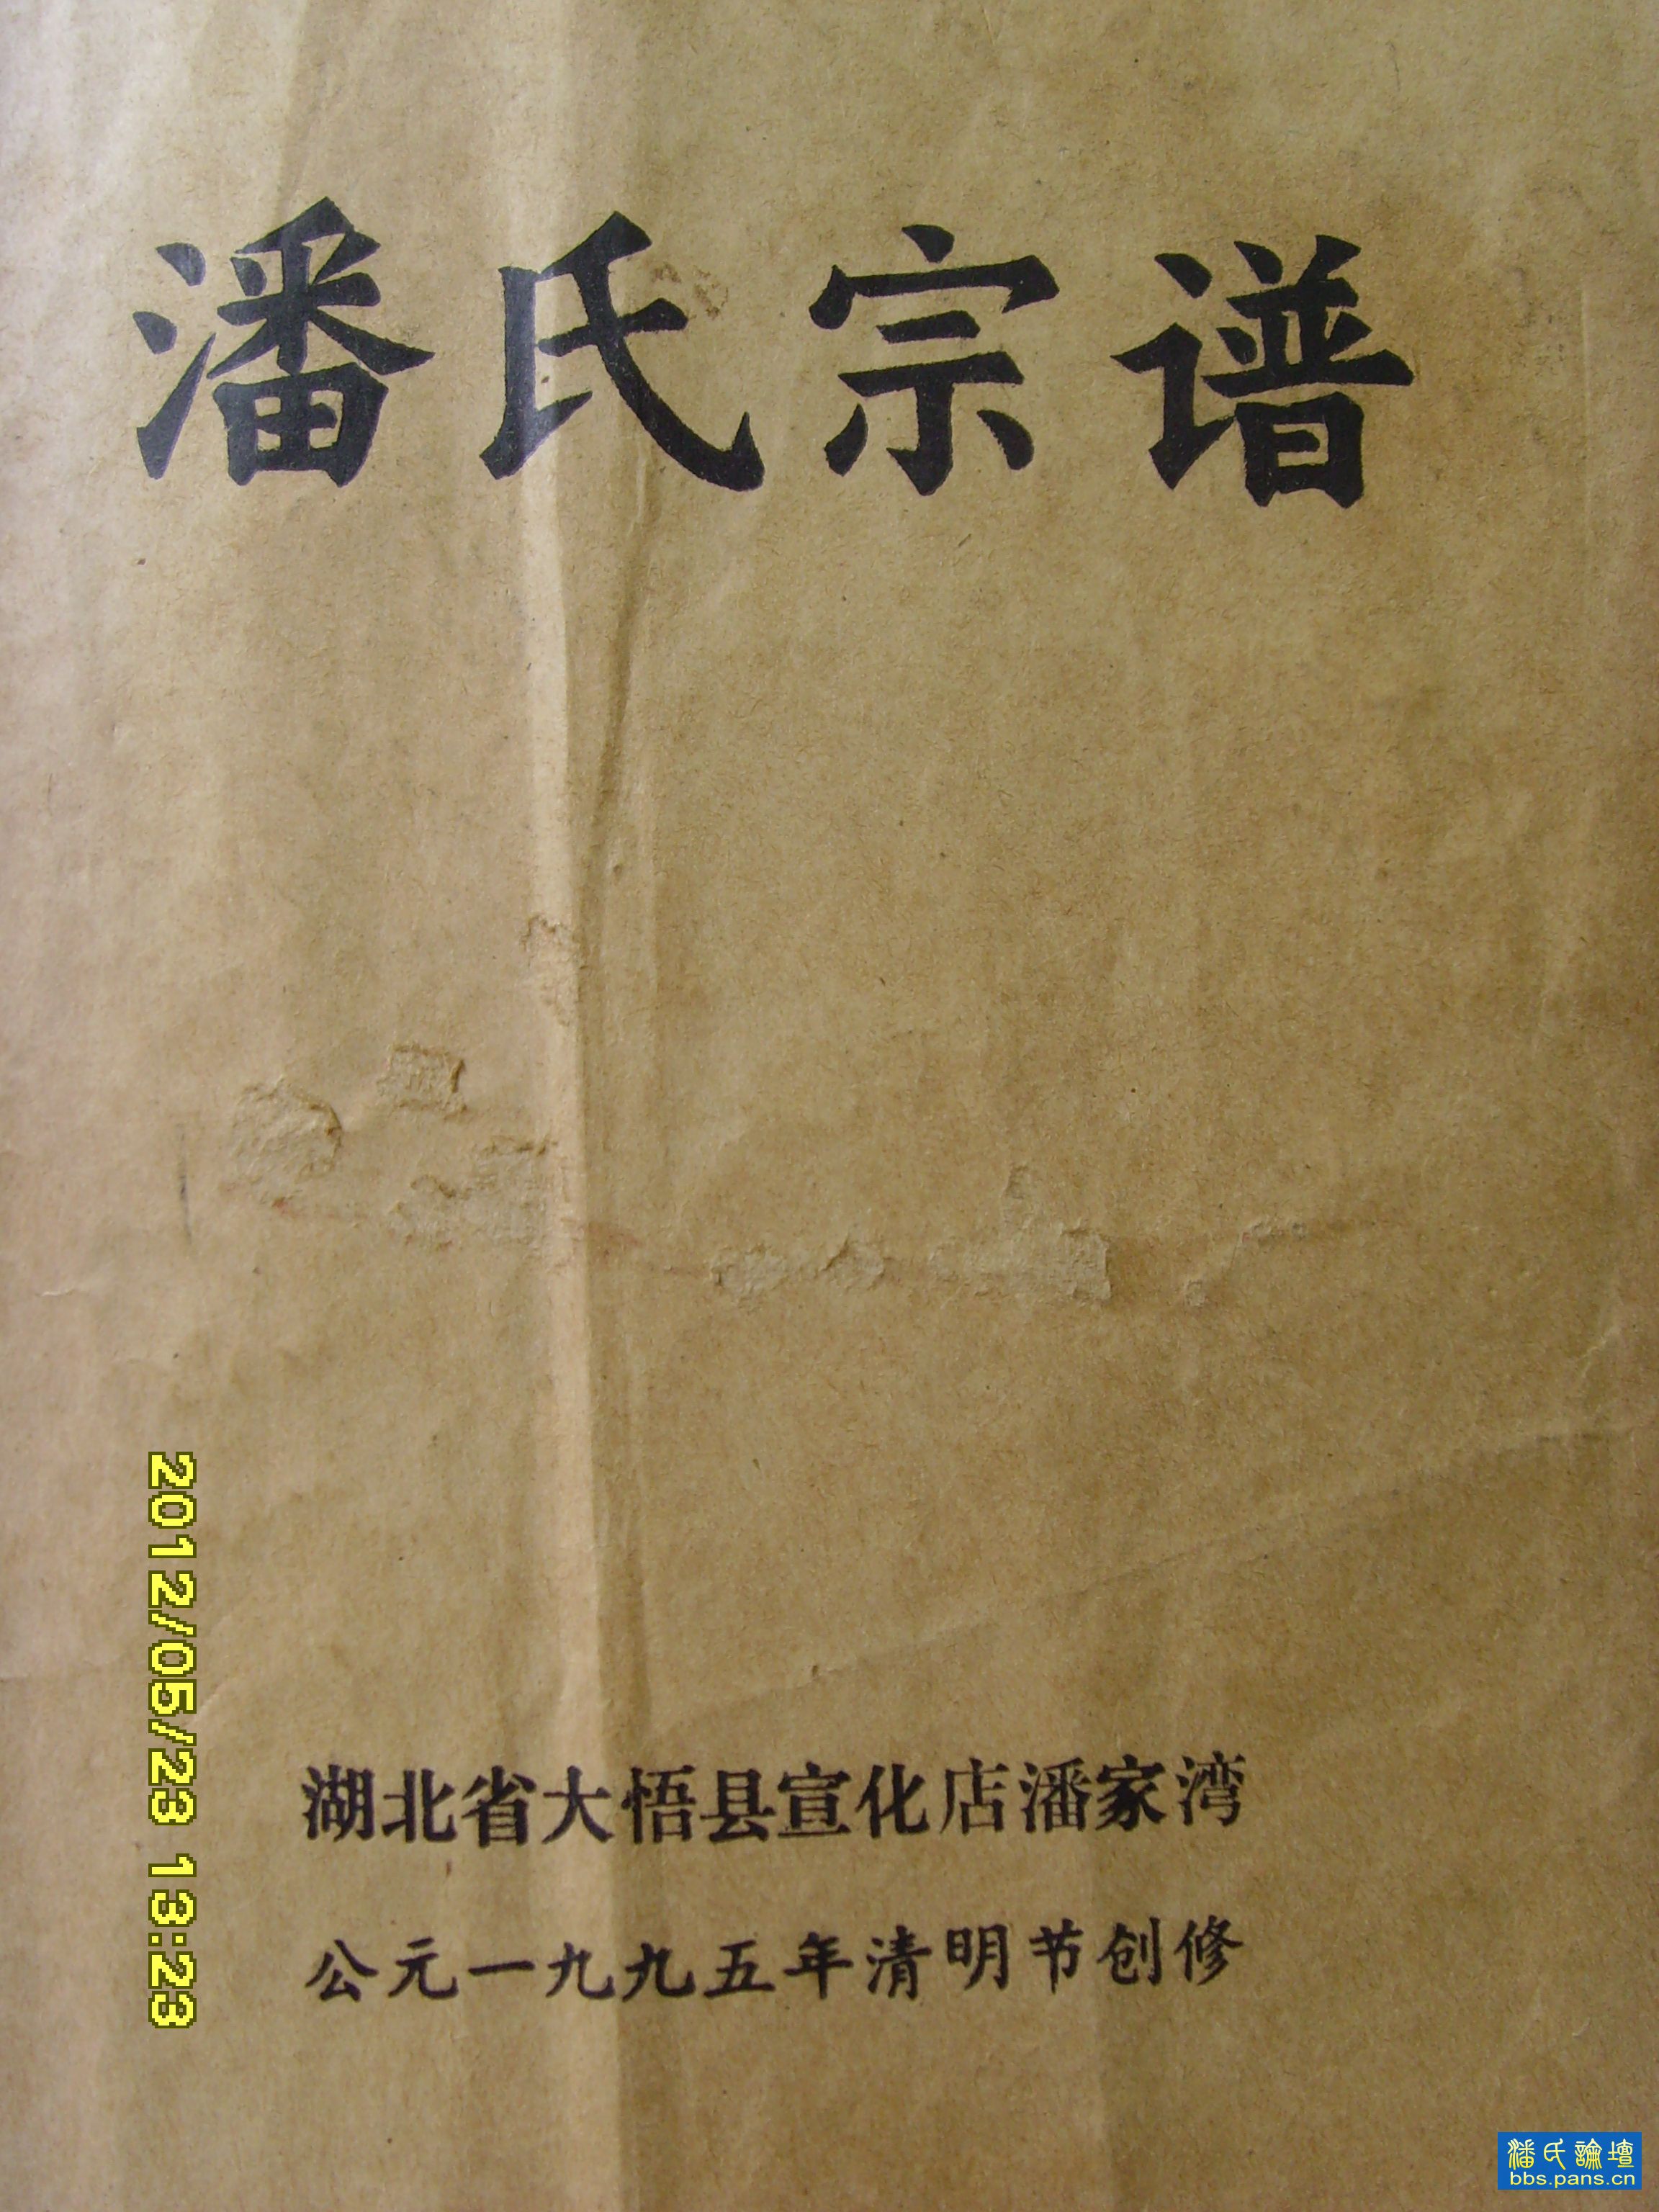 潘氏宗谱
湖北省大悟县宣化店潘家湾
公元一九九五年清明节创修
2012/05/23 13:23
潘氏論壇
bbs.pans.cn